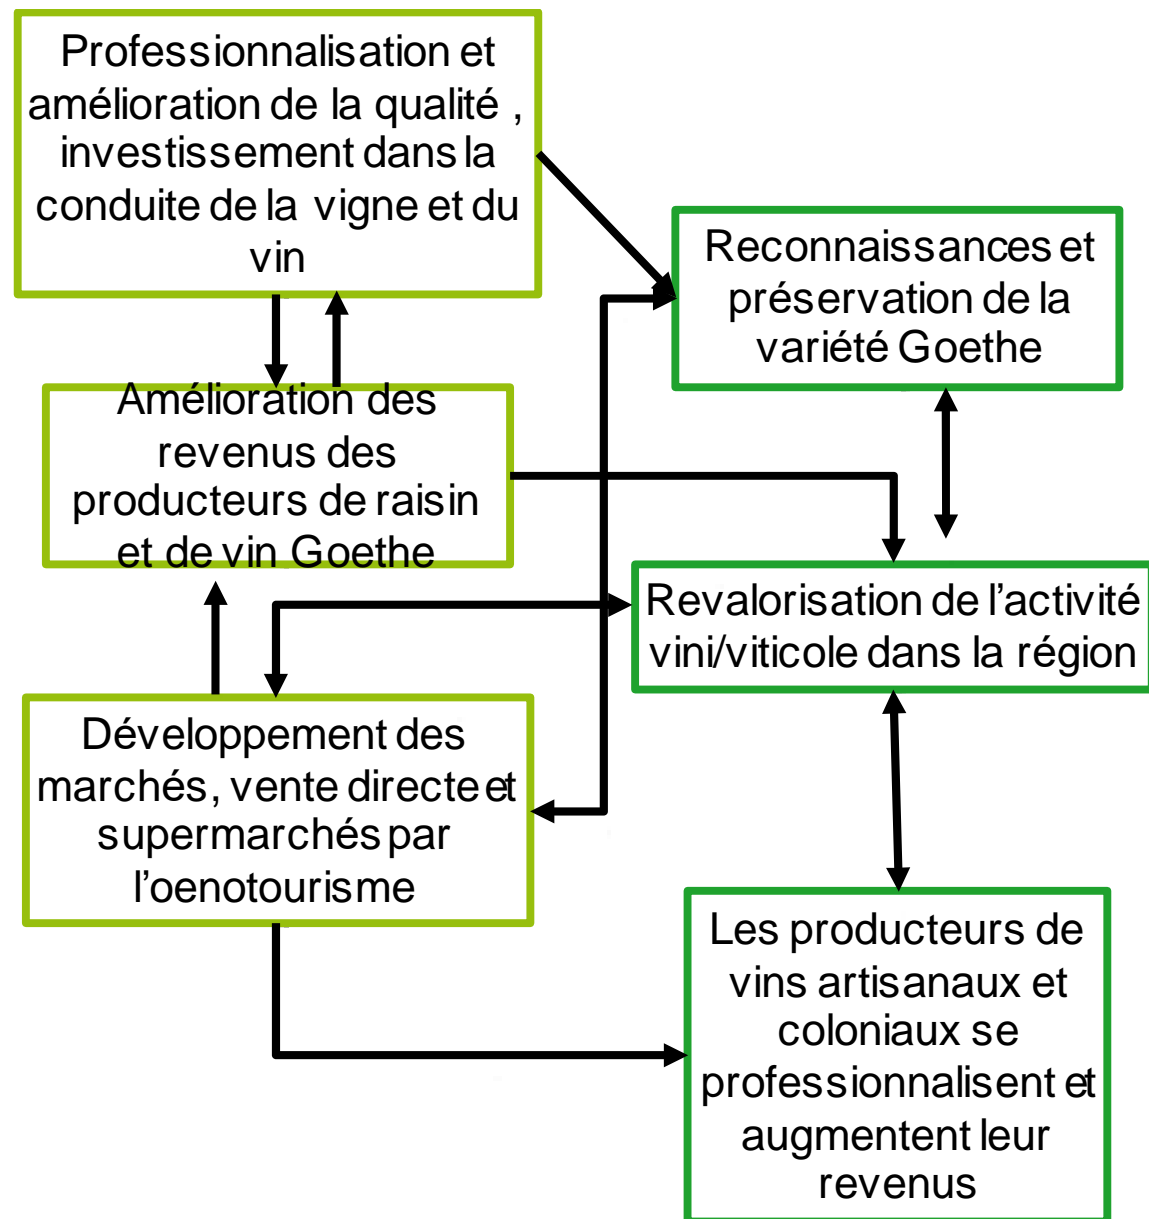 Professionnalisation et
amélioration de la qualité ,
investissement dans la
conduite de la vigne et du
vin
Reconnaissances et
préservation de la
variété Goethe
Amélioration des
revenus des
producteurs de raisin
et de vin Goethe
Revalorisation de l'activité
vini/viticole dans la région
Développement des
marchés, vente directe et
supermarchés par
l'oenotourisme
Les producteurs de
vins artisanaux et
coloniaux se
professionnalisent et
augmentent leur
revenus